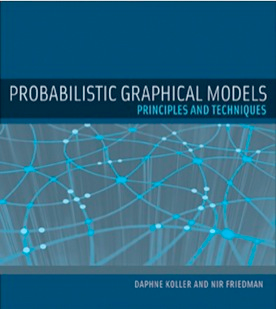 PROBABILISTIC GRAPHICAL MODELS
PRINCIPLES AND TECHNIQUES
DAPHNE KOLLER AND NIR FRIEDMAN